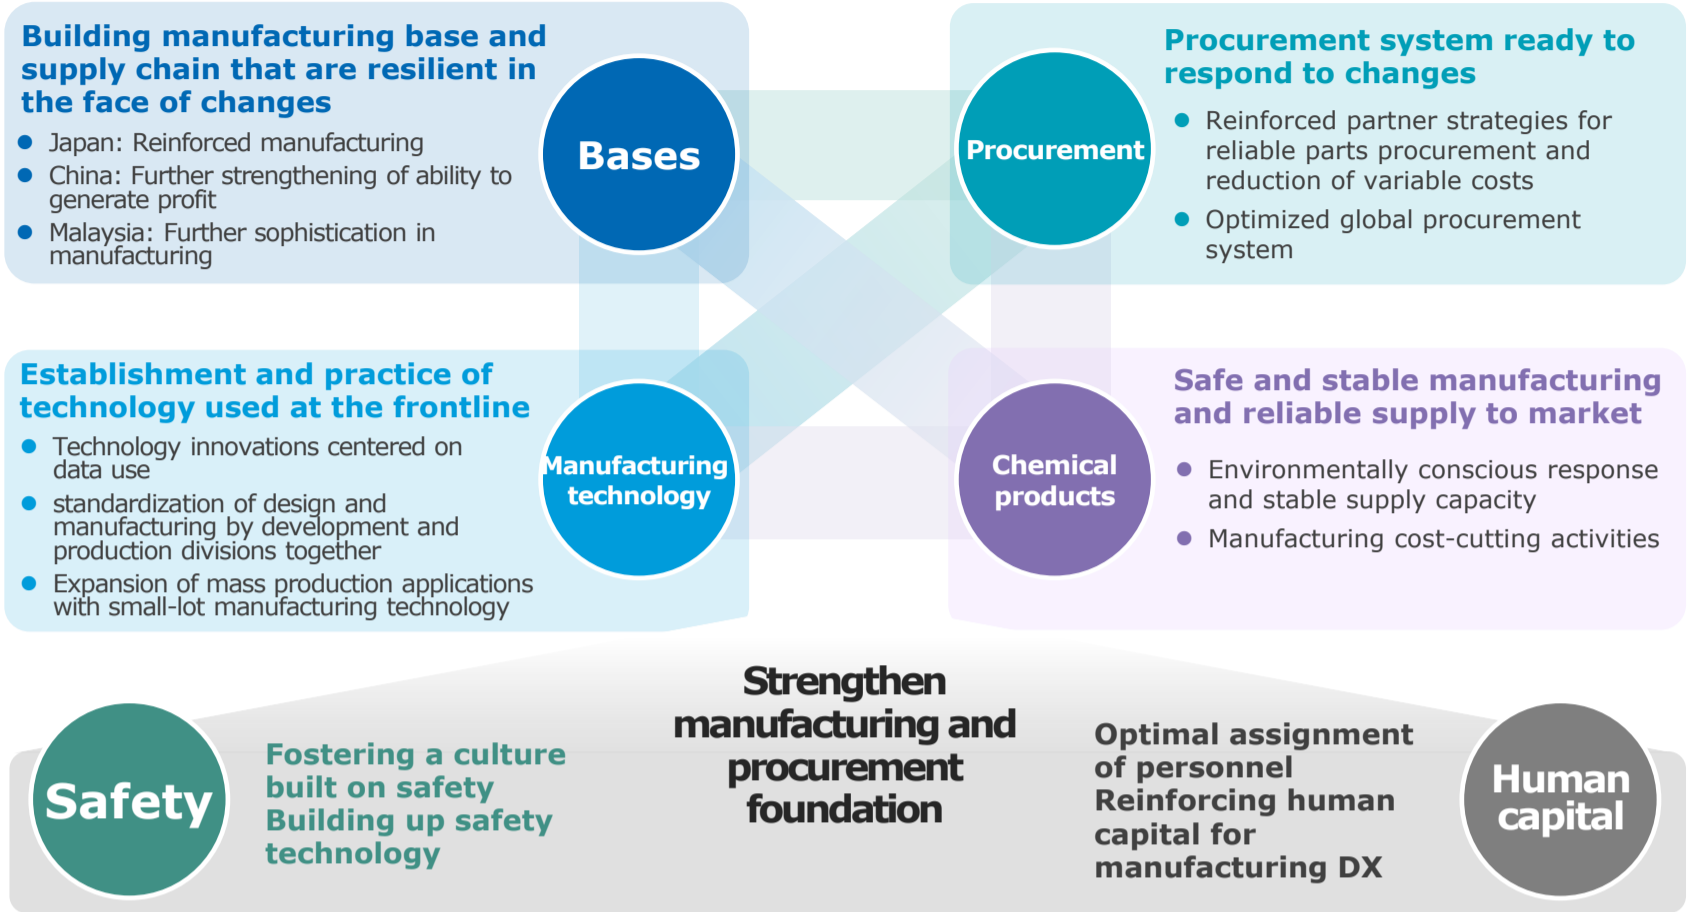 Building manufacturing base and
supply chain that are resilient in
the face of changes
Japan: Reinforced manufacturing
China: Further strengthening of ability to
generate profit
Malaysia: Further sophistication in
manufacturing
Bases
Procurement
Procurement system ready to
respond to changes
Reinforced partner strategies for
reliable parts procurement and
reduction of variable costs
Optimized global procurement
system
Establishment and practice of
technology used at the frontline
Technology innovations centered on
data use
standardization of design and
manufacturing by development and
production divisions together
Expansion of mass production applications
with small-lot manufacturing technology
Manufacturing
technology
Chemical
products
Safe and stable manufacturing
and reliable supply to market
Environmentally conscious response
and stable supply capacity
Manufacturing cost-cutting activities
Strengthen
manufacturing and
procurement
foundation
Safety
Fostering a culture
built on safety
Building up safety
technology
Optimal assignment
of personnel
Reinforcing human
capital for
manufacturing DX
Human
capital